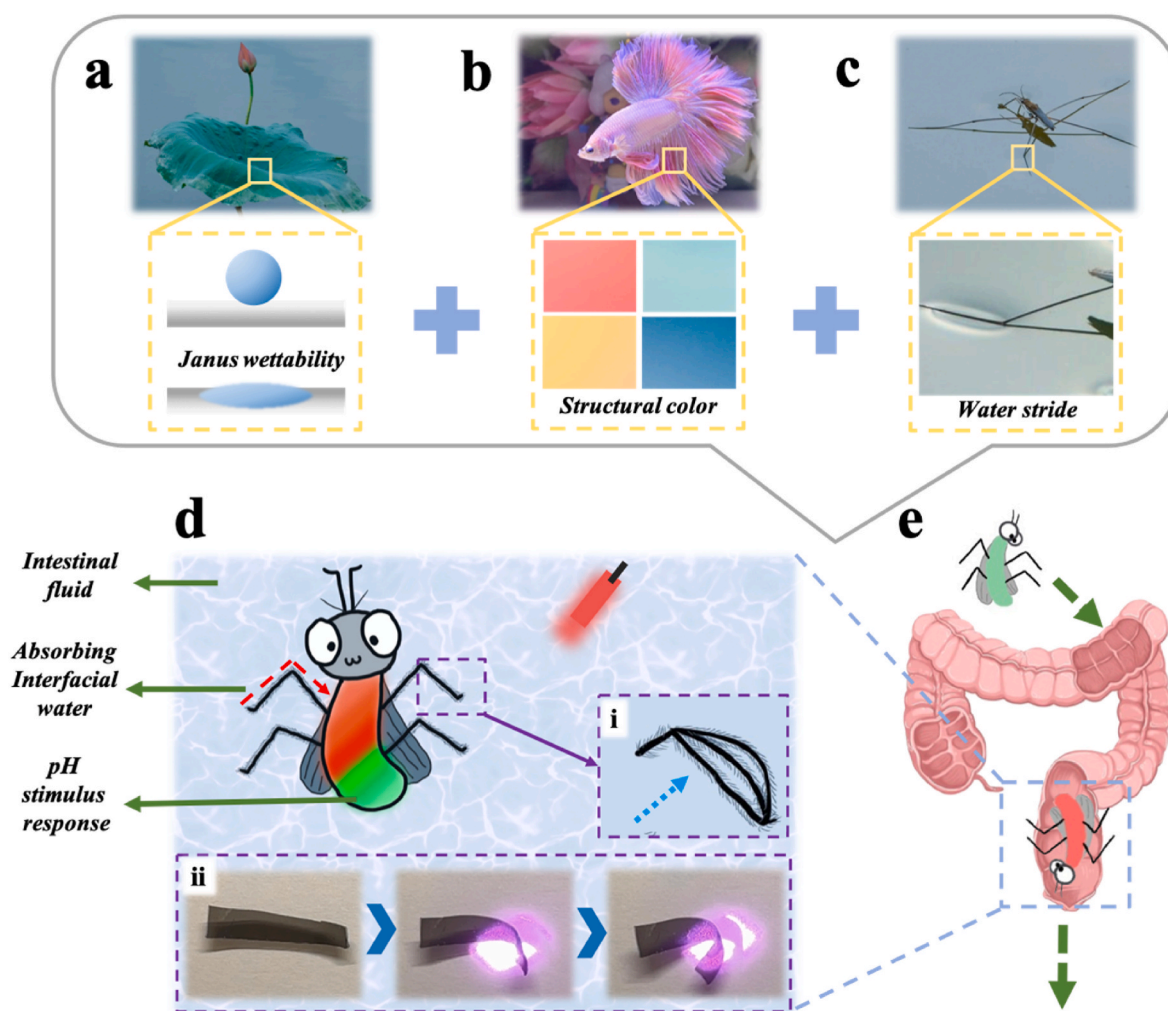 a
b
c
Janus wettability
Structural color
Water stride
d
e
Intestinal
fluid
Absorbing
Interfacial
water
pH
stimulus
response
i
ii